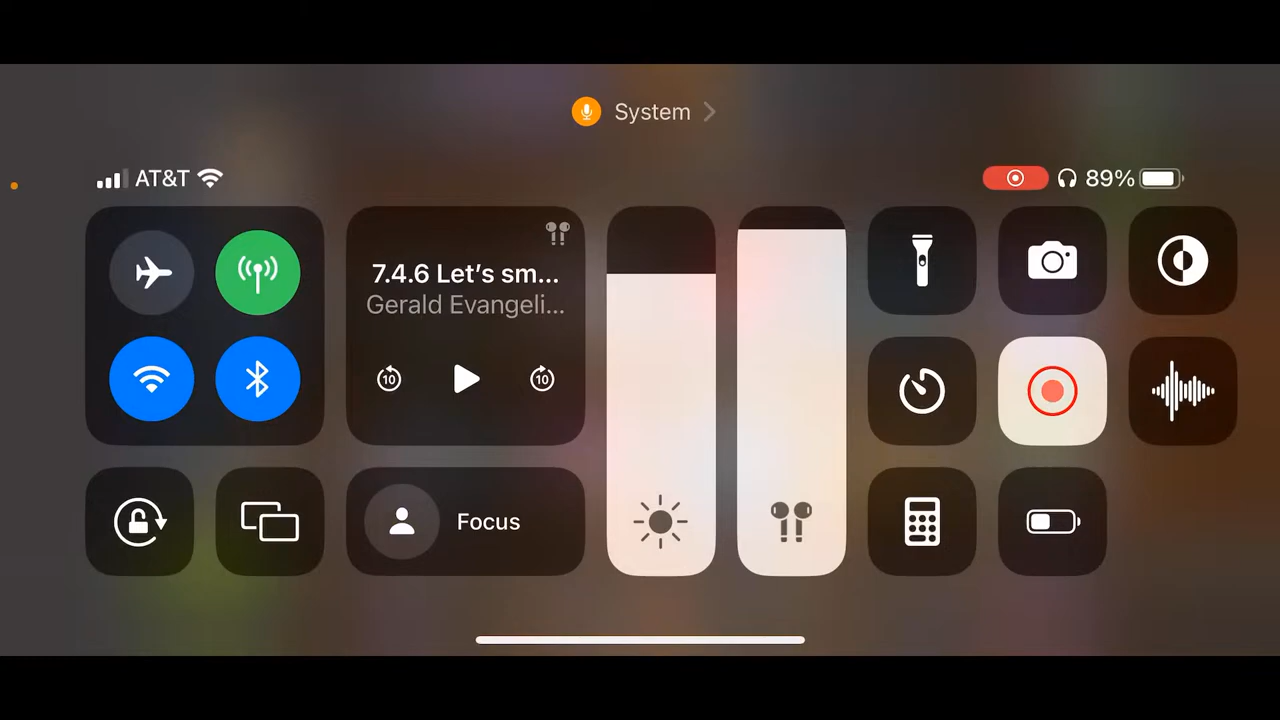 System
AT&T
89%
7.4.6 Let’s sm...
Gerald Evangeli...
10
10
Focus